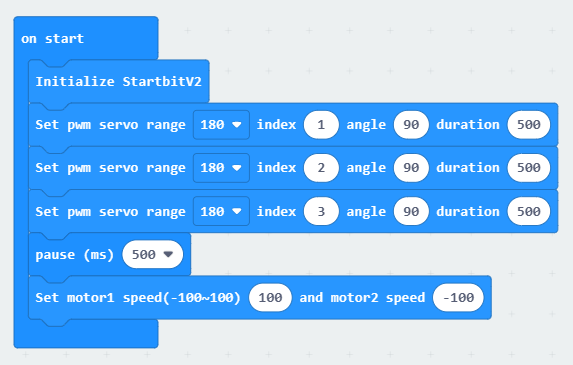 on start
Initialize StartbitV2
Set pwm servo range 180 index 1 angle 90 duration 500
Set pwm servo range 180 index 2 angle 90 duration 500
Set pwm servo range 180 index 3 angle 90 duration 500
pause (ms) 500
Set motor1 speed(-100~100) 100 and motor2 speed -100